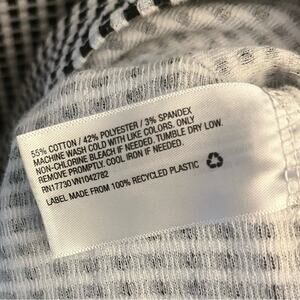 55% COTTON / 42% POLYESTER / 3% SPANDEX
MACHINE WASH COLD WITH LIKE COLORS. ONLY
NON-CHLORINE BLEACH IF NEEDED. TUMBLE DRY LOW.
REMOVE PROMPTLY. COOL IRON IF NEEDED.
RN17730 VN1042782
LABEL MADE FROM 100% RECYCLED PLASTIC